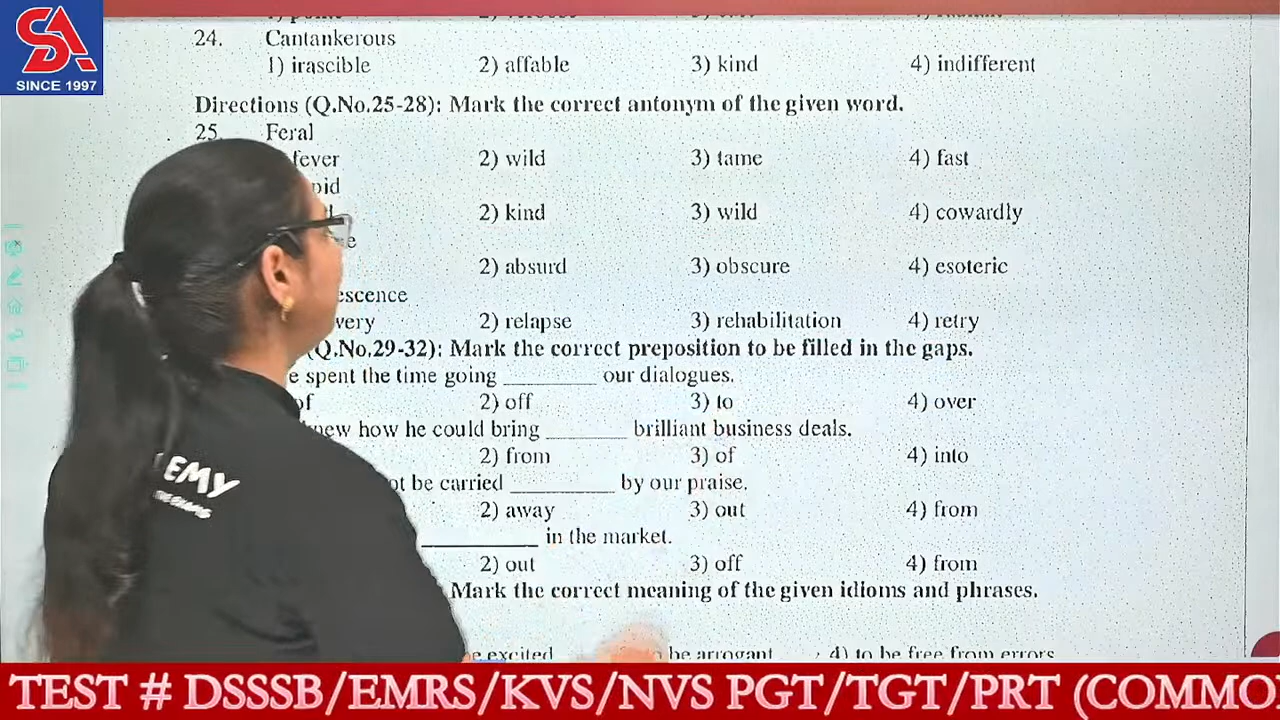 SA
SINCE 1997
24. Cantankerous
1) irascible 2) affable 3) kind 4) indifferent
Directions (Q.No.25-28): Mark the correct antonym of the given word.
25. Feral
fever 2) wild 3) tame 4) fast
2) kind 3) wild 4) cowardly
2) absurd 3) obscure 4) esoteric
2) relapse 3) rehabilitation 4) retry
(Q.No.29-32): Mark the correct preposition to be filled in the gaps.
spent the time going ________ our dialogues.
of 2) off 3) to 4) over
how he could bring _______ brilliant business deals.
2) from 3) of 4) into
be carried _________ by our praise.
2) away 3) out 4) from
__________ in the market.
2) out 3) off 4) from
Mark the correct meaning of the given idioms and phrases.
excited be arrogant 4) to be free from errors
EMY
TEST # DSSSB/EMRS/KVS/NVS PGT/TGT/PRT (COMMO